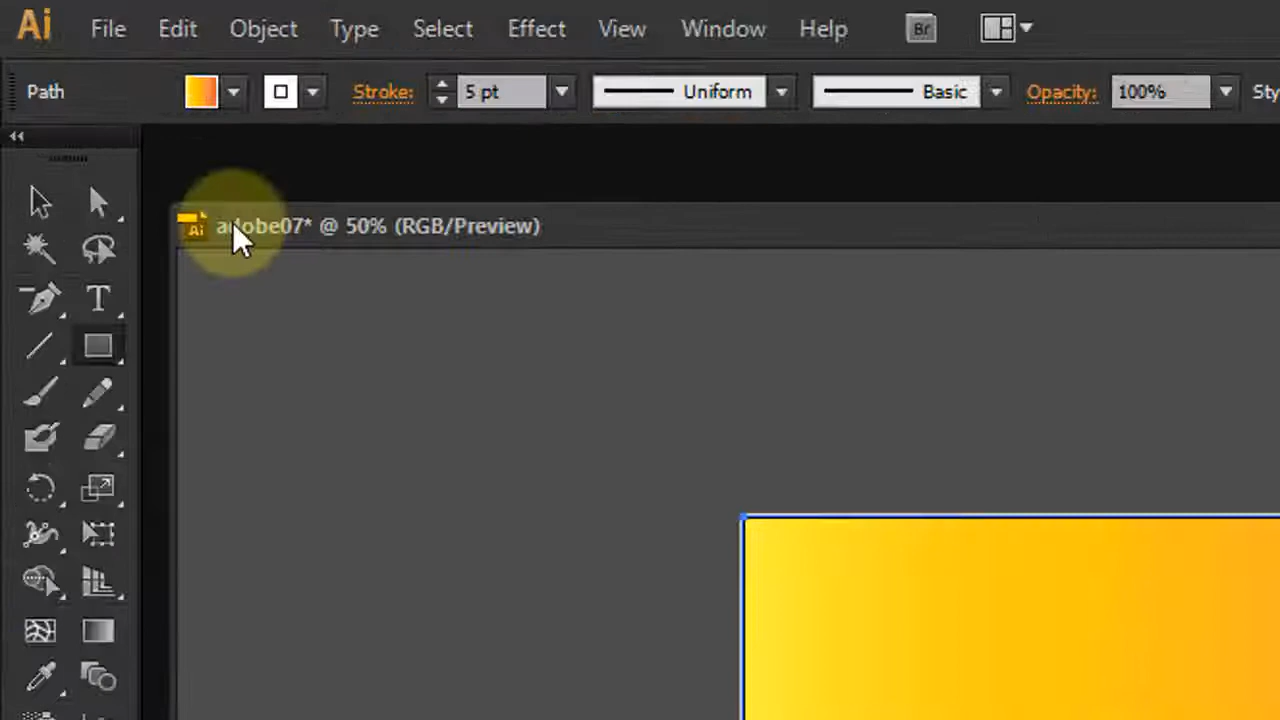 Ai File Edit Object Type Select Effect View Window Help Br
Path Stroke: 5 pt Uniform Basic Opacity: 100% Sty
Ai adobe07* @ 50% (RGB/Preview)
T